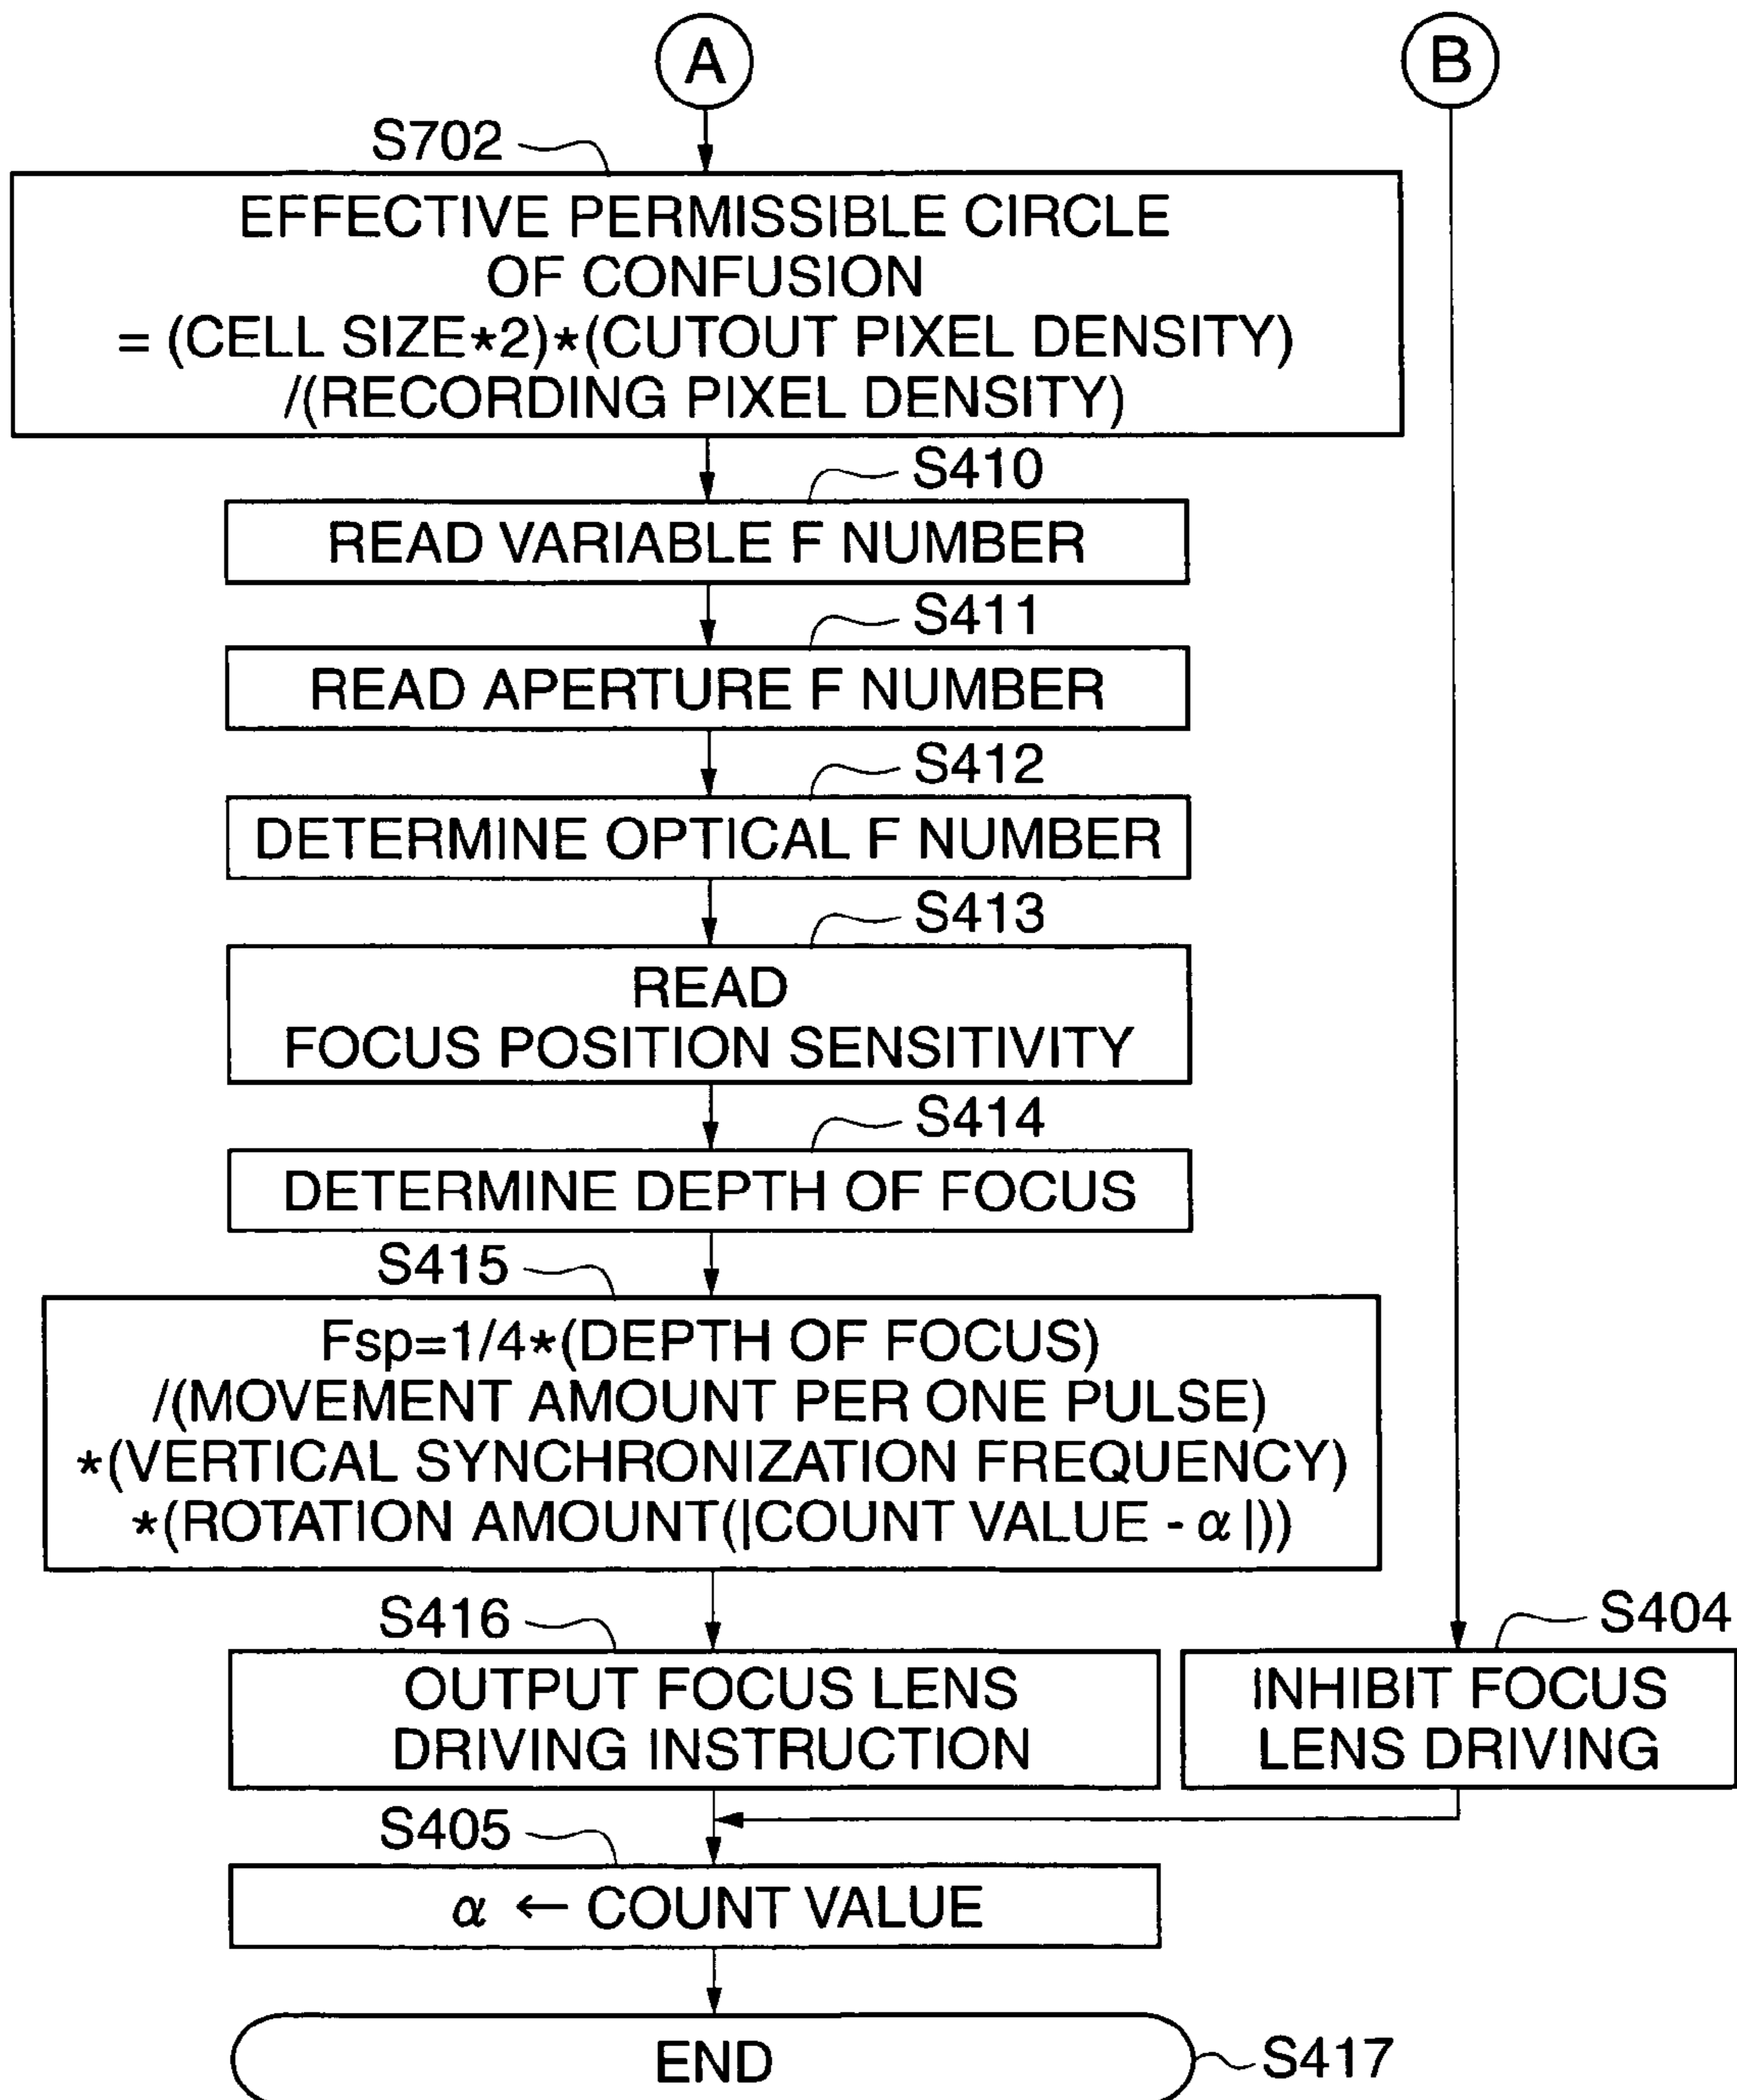 A
B
S702
EFFECTIVE PERMISSIBLE CIRCLE
OF CONFUSION
= (CELL SIZE*2)*(CUTOUT PIXEL DENSITY)
/(RECORDING PIXEL DENSITY)
S410
READ VARIABLE F NUMBER
S411
READ APERTURE F NUMBER
S412
DETERMINE OPTICAL F NUMBER
S413
READ
FOCUS POSITION SENSITIVITY
S414
DETERMINE DEPTH OF FOCUS
S415
Fsp=1/4*(DEPTH OF FOCUS)
/(MOVEMENT AMOUNT PER ONE PULSE)
*(VERTICAL SYNCHRONIZATION FREQUENCY)
*(ROTATION AMOUNT(|COUNT VALUE - α|))
S416
OUTPUT FOCUS LENS
DRIVING INSTRUCTION
S404
INHIBIT FOCUS
LENS DRIVING
S405
α ← COUNT VALUE
END
S417